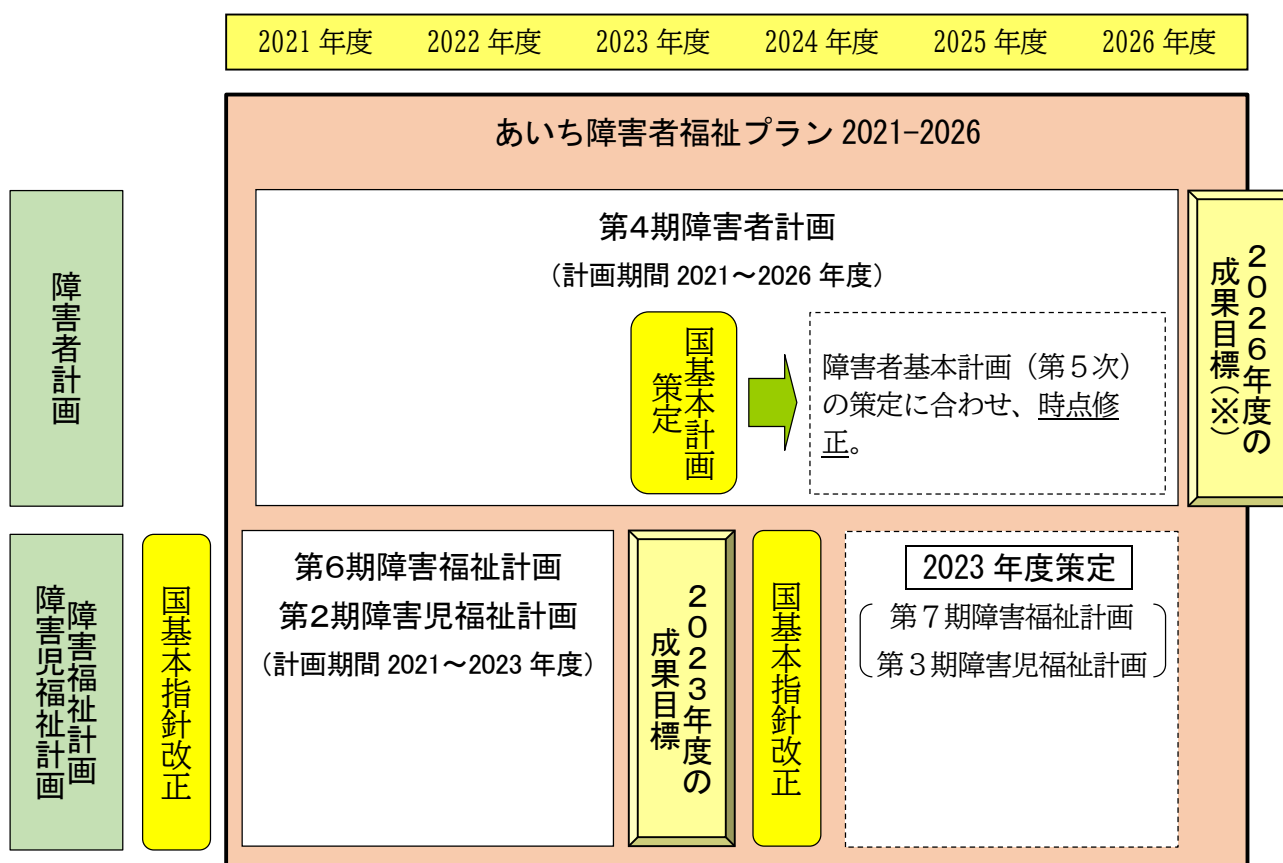 2021 年度 2022 年度 2023 年度 2024 年度 2025 年度 2026 年度
あいち障害者福祉プラン 2021-2026
障害者計画
第4期障害者計画
（計画期間 2021～2026 年度）
国基本計画
策定
障害者基本計画（第５次）
の策定に合わせ、時点修
正。
２０２６年度の
成果目標（※）
障害福祉計画
障害児福祉計画
国基本指針改正
第6期障害福祉計画
第2期障害児福祉計画
（計画期間 2021～2023 年度）
２０２３年度の
成果目標
国基本指針改正
2023 年度策定
第７期障害福祉計画
第３期障害児福祉計画